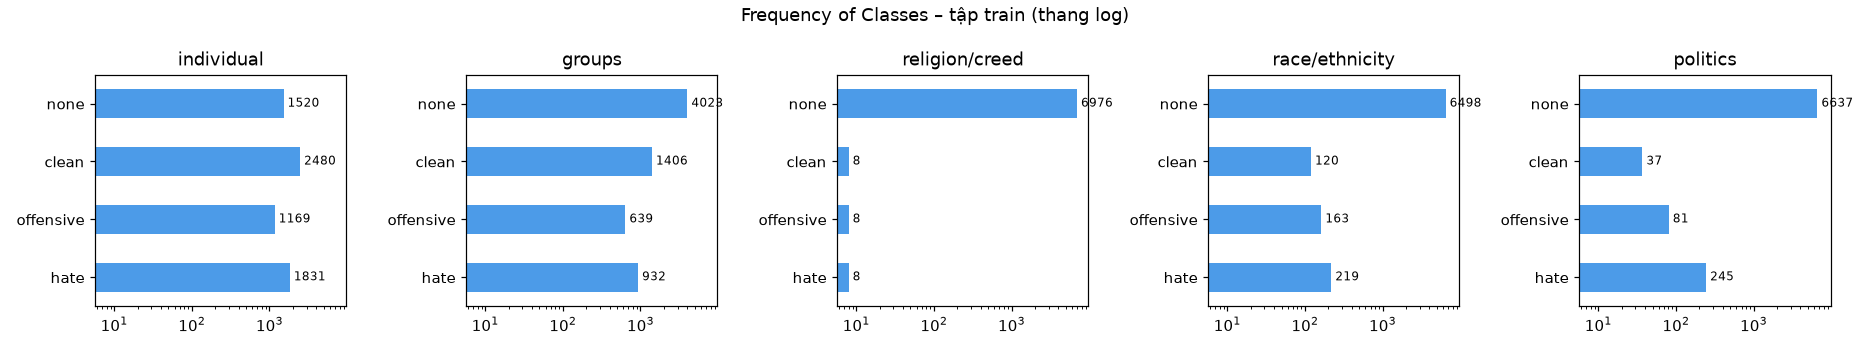 Frequency of Classes – tập train (thang log)
individual
none 1520
clean 2480
offensive 1169
hate 1831
10¹ 10² 10³
groups
none 4023
clean 1406
offensive 639
hate 932
10¹ 10² 10³
religion/creed
none 6976
clean 8
offensive 8
hate 8
10¹ 10² 10³
race/ethnicity
none 6498
clean 120
offensive 163
hate 219
10¹ 10² 10³
politics
none 6637
clean 37
offensive 81
hate 245
10¹ 10² 10³